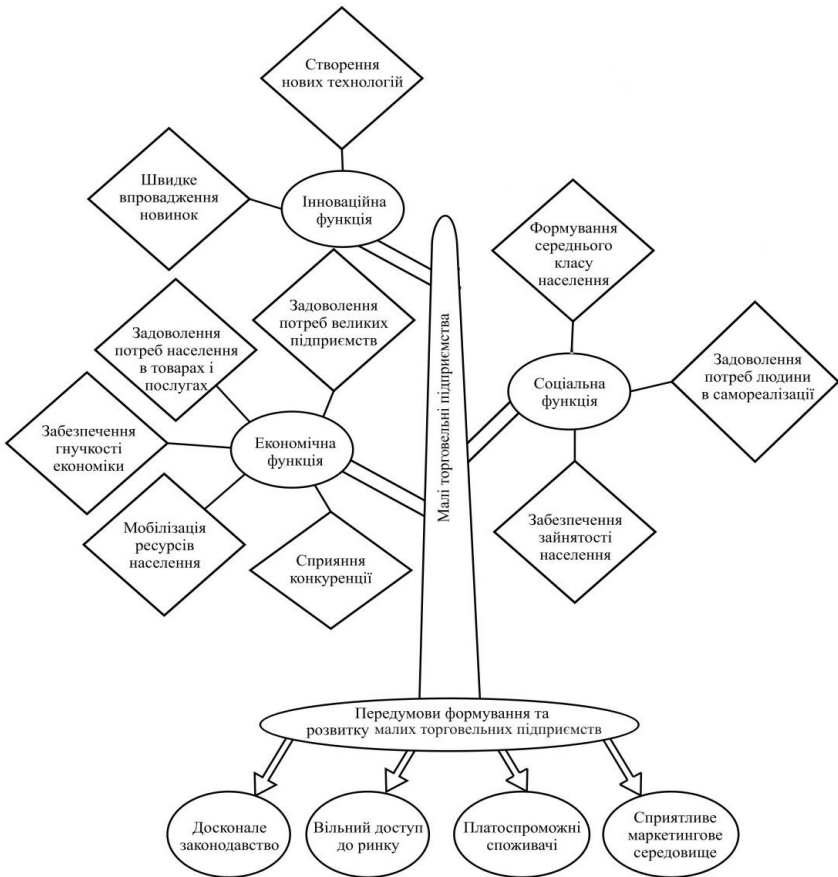 Створення
нових технологій
Швидке
впровадження
новинок
Інноваційна
функція
Формування
середнього
класу
населення
Задоволення
потреб великих
підприємств
Задоволення
потреб населення
в товарах і
послугах
Задоволення
потреб людини
в самореалізації
Соціальна
функція
Забезпечення
гнучкості
економіки
Економічна
функція
Малі торговельні підприємства
Мобілізація
ресурсів
населення
Сприяння
конкуренції
Забезпечення
зайнятості
населення
Передумови формування та
розвитку малих торговельних підприємств
Досконале
законодавство
Вільний доступ
до ринку
Платоспроможні
споживачі
Сприятливе
маркетингове
середовище